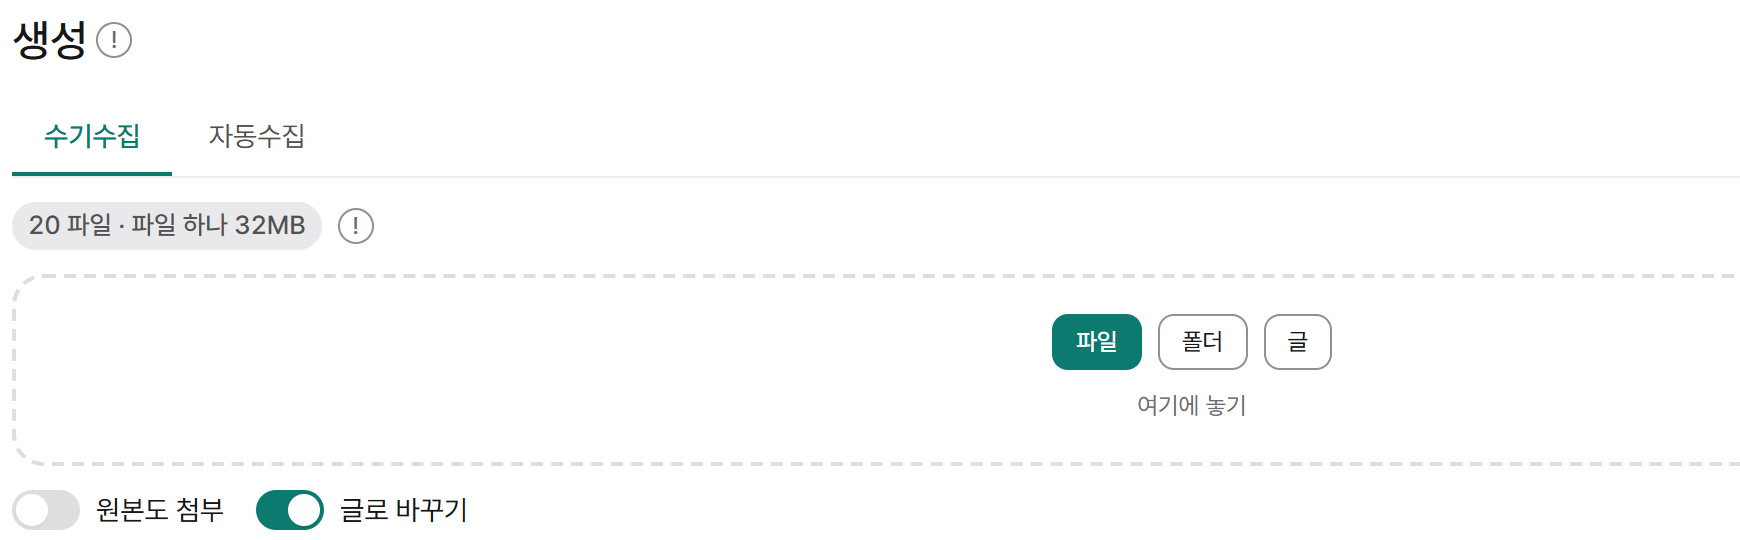 생성 !
수기수집 자동수집
20 파일 · 파일 하나 32MB !
파일 폴더 글
여기에 놓기
원본도 첨부 글로 바꾸기